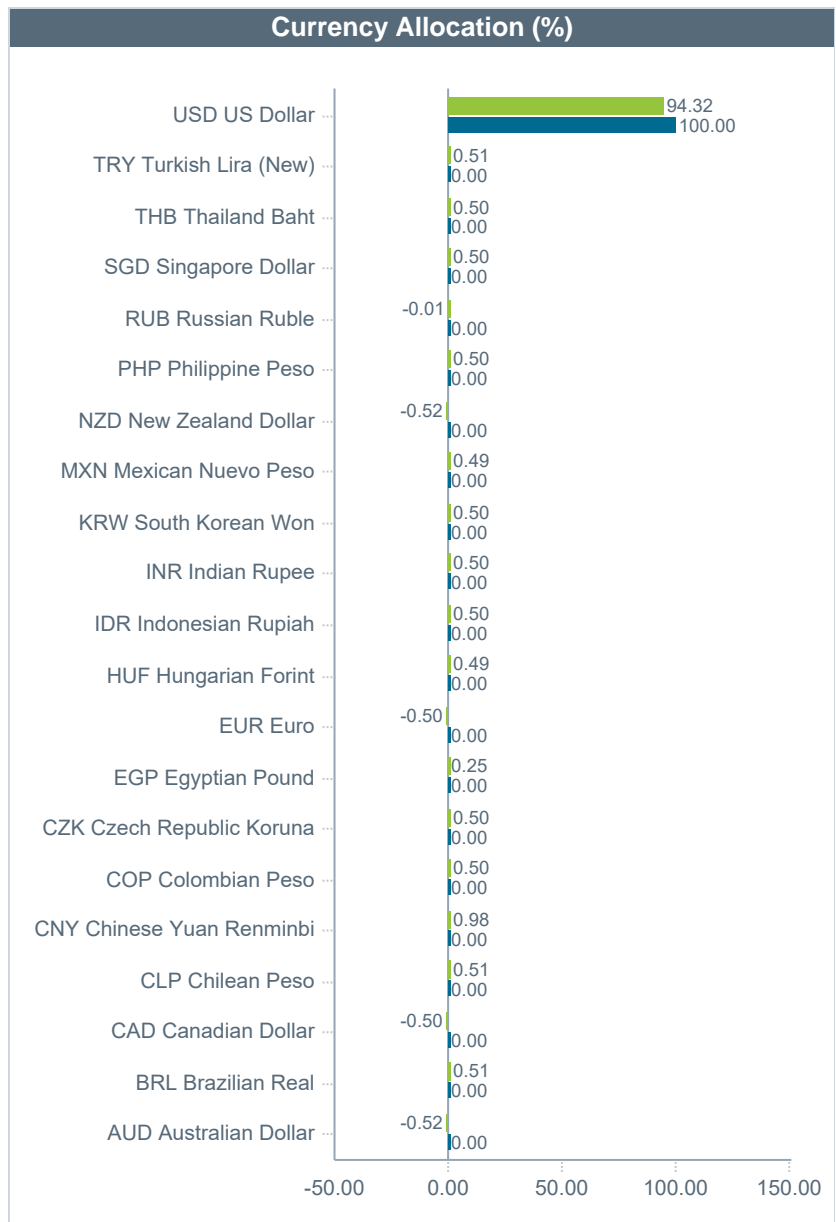 Currency Allocation (%)
USD US Dollar
94.32
100.00
TRY Turkish Lira (New)
0.51
0.00
THB Thailand Baht
0.50
0.00
SGD Singapore Dollar
0.50
0.00
RUB Russian Ruble
-0.01
0.00
PHP Philippine Peso
0.50
0.00
NZD New Zealand Dollar
-0.52
0.00
MXN Mexican Nuevo Peso
0.49
0.00
KRW South Korean Won
0.50
0.00
INR Indian Rupee
0.50
0.00
IDR Indonesian Rupiah
0.50
0.00
HUF Hungarian Forint
0.49
0.00
EUR Euro
-0.50
0.00
EGP Egyptian Pound
0.25
0.00
CZK Czech Republic Koruna
0.50
0.00
COP Colombian Peso
0.50
0.00
CNY Chinese Yuan Renminbi
0.98
0.00
CLP Chilean Peso
0.51
0.00
CAD Canadian Dollar
-0.50
0.00
BRL Brazilian Real
0.51
0.00
AUD Australian Dollar
-0.52
0.00
-50.00 0.00 50.00 100.00 150.00